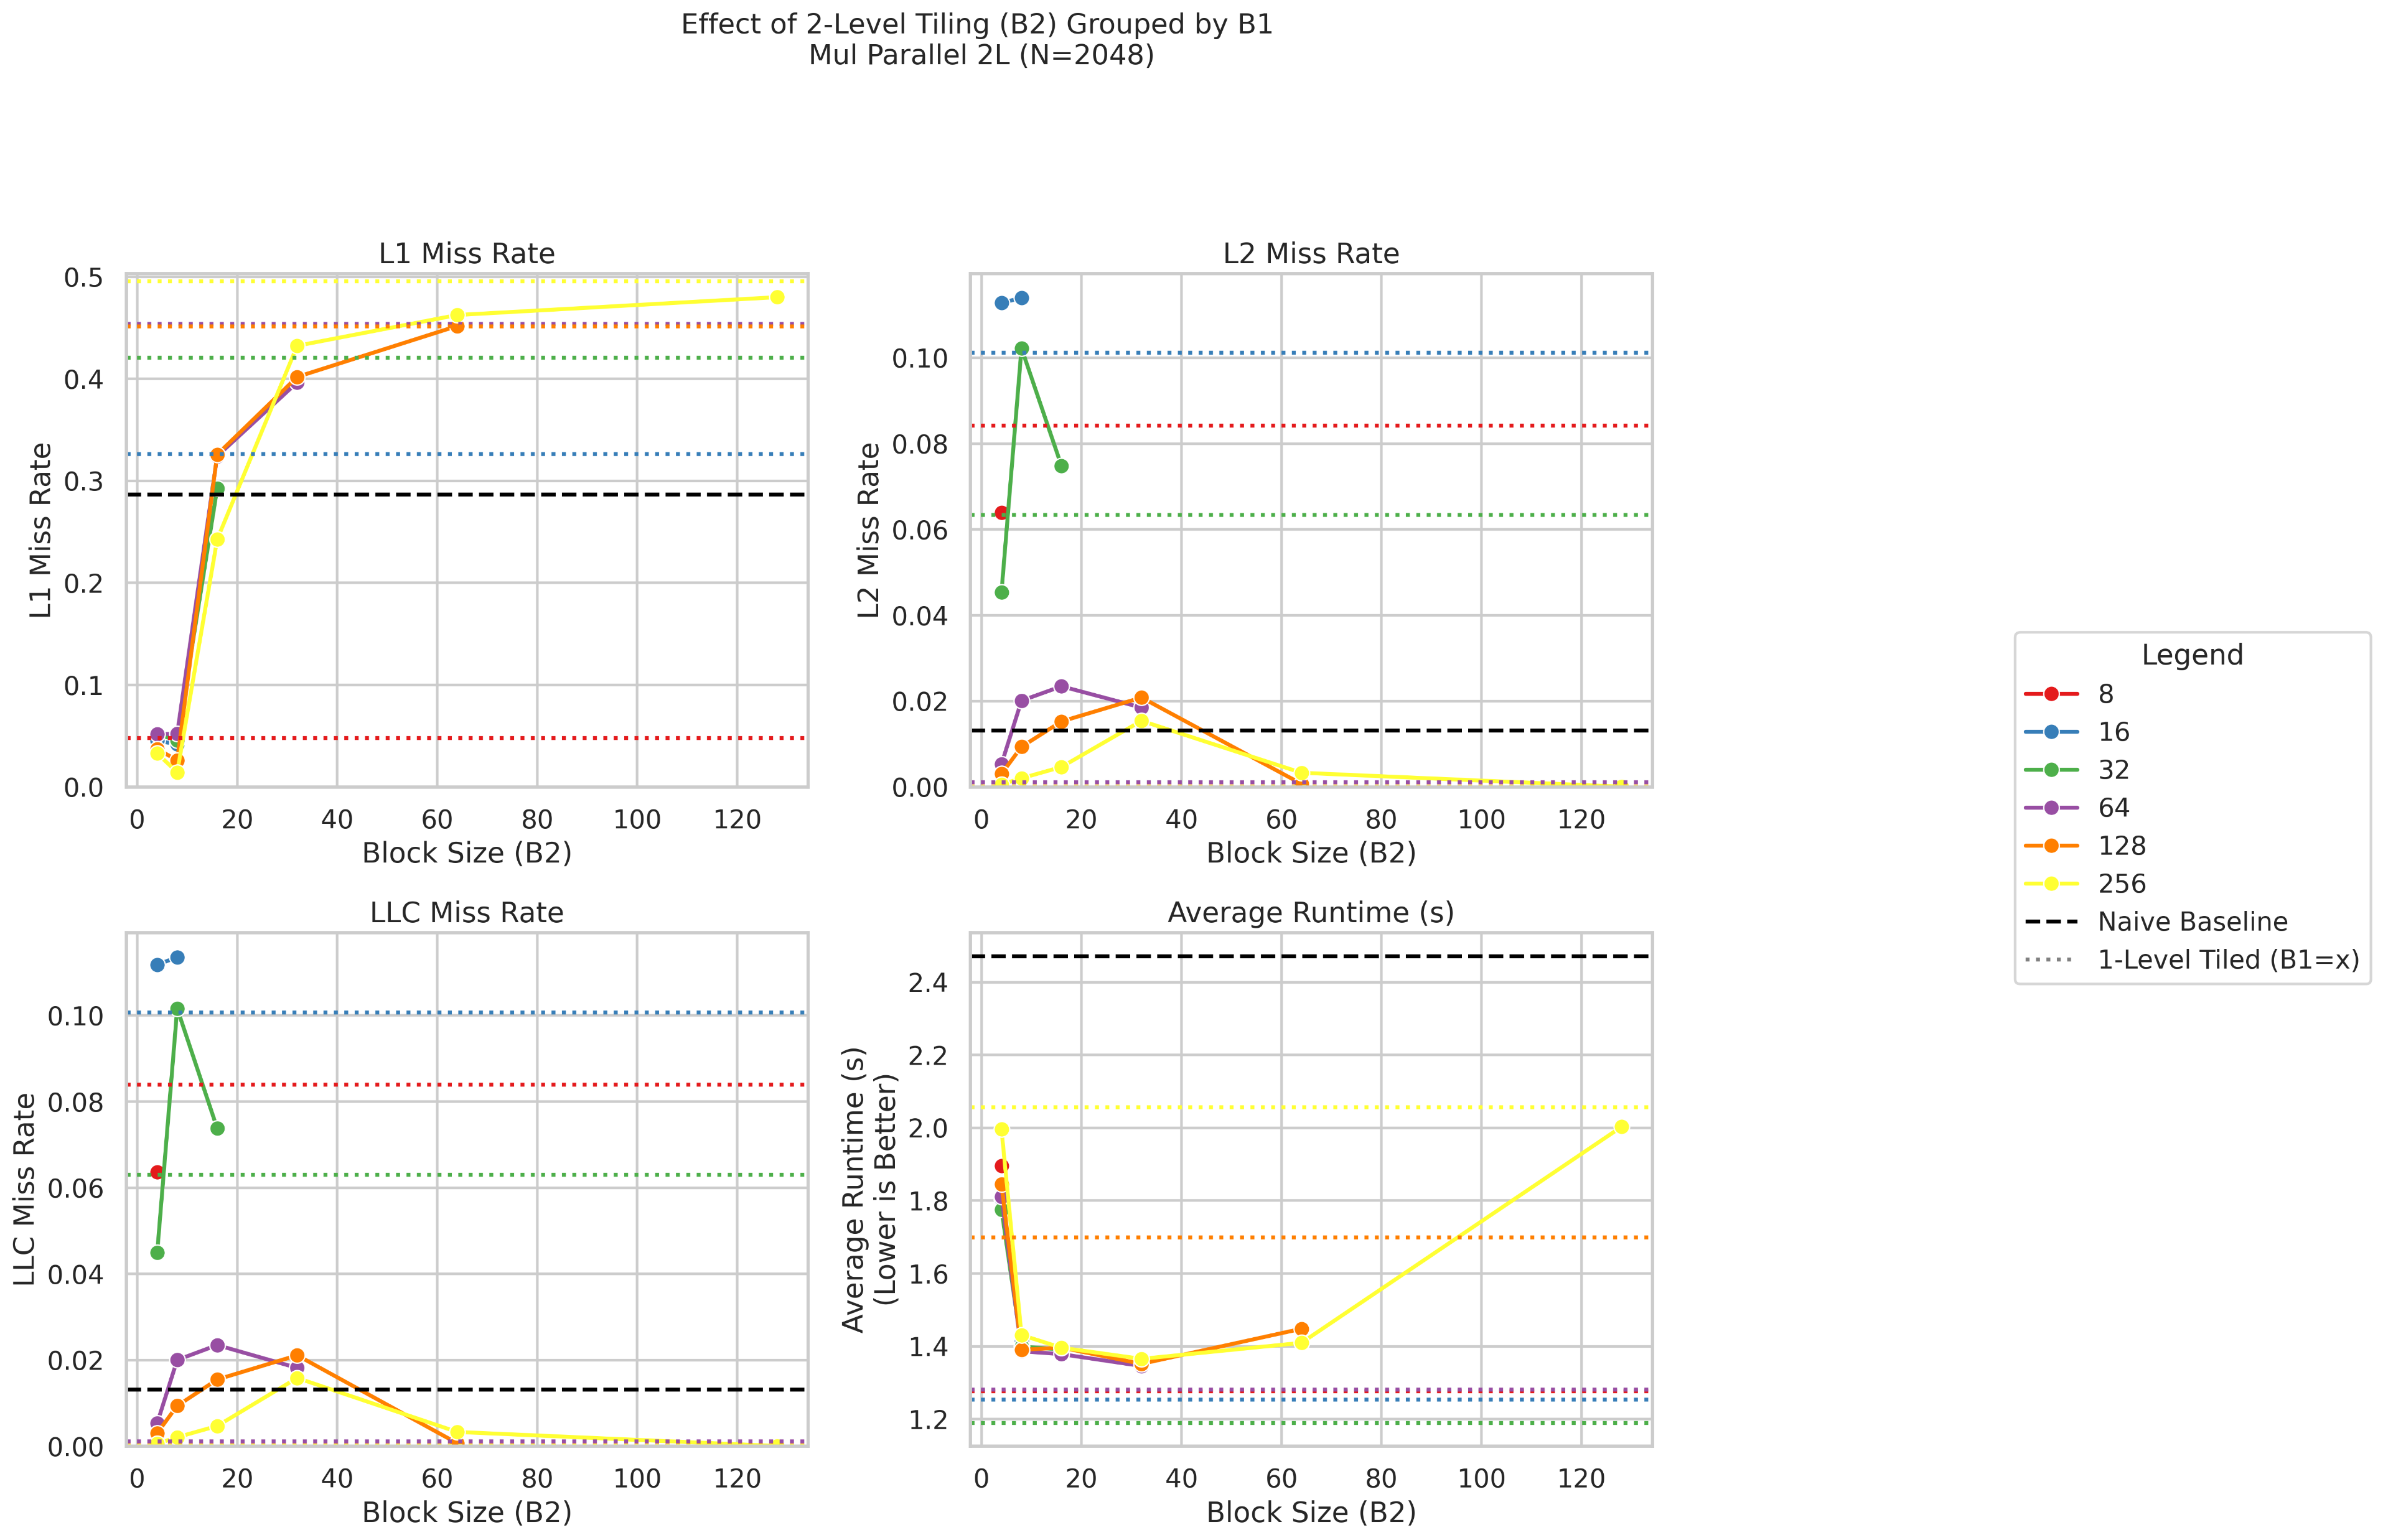 Effect of 2-Level Tiling (B2) Grouped by B1
Mul Parallel 2L (N=2048)
L1 Miss Rate
L1 Miss Rate
0.5
0.4
0.3
0.2
0.1
0.0
0 20 40 60 80 100 120
Block Size (B2)
L2 Miss Rate
L2 Miss Rate
0.10
0.08
0.06
0.04
0.02
0.00
0 20 40 60 80 100 120
Block Size (B2)
LLC Miss Rate
LLC Miss Rate
0.10
0.08
0.06
0.04
0.02
0.00
0 20 40 60 80 100 120
Block Size (B2)
Average Runtime (s)
Average Runtime (s)
(Lower is Better)
2.4
2.2
2.0
1.8
1.6
1.4
1.2
0 20 40 60 80 100 120
Block Size (B2)
Legend
8
16
32
64
128
256
Naive Baseline
1-Level Tiled (B1=x)